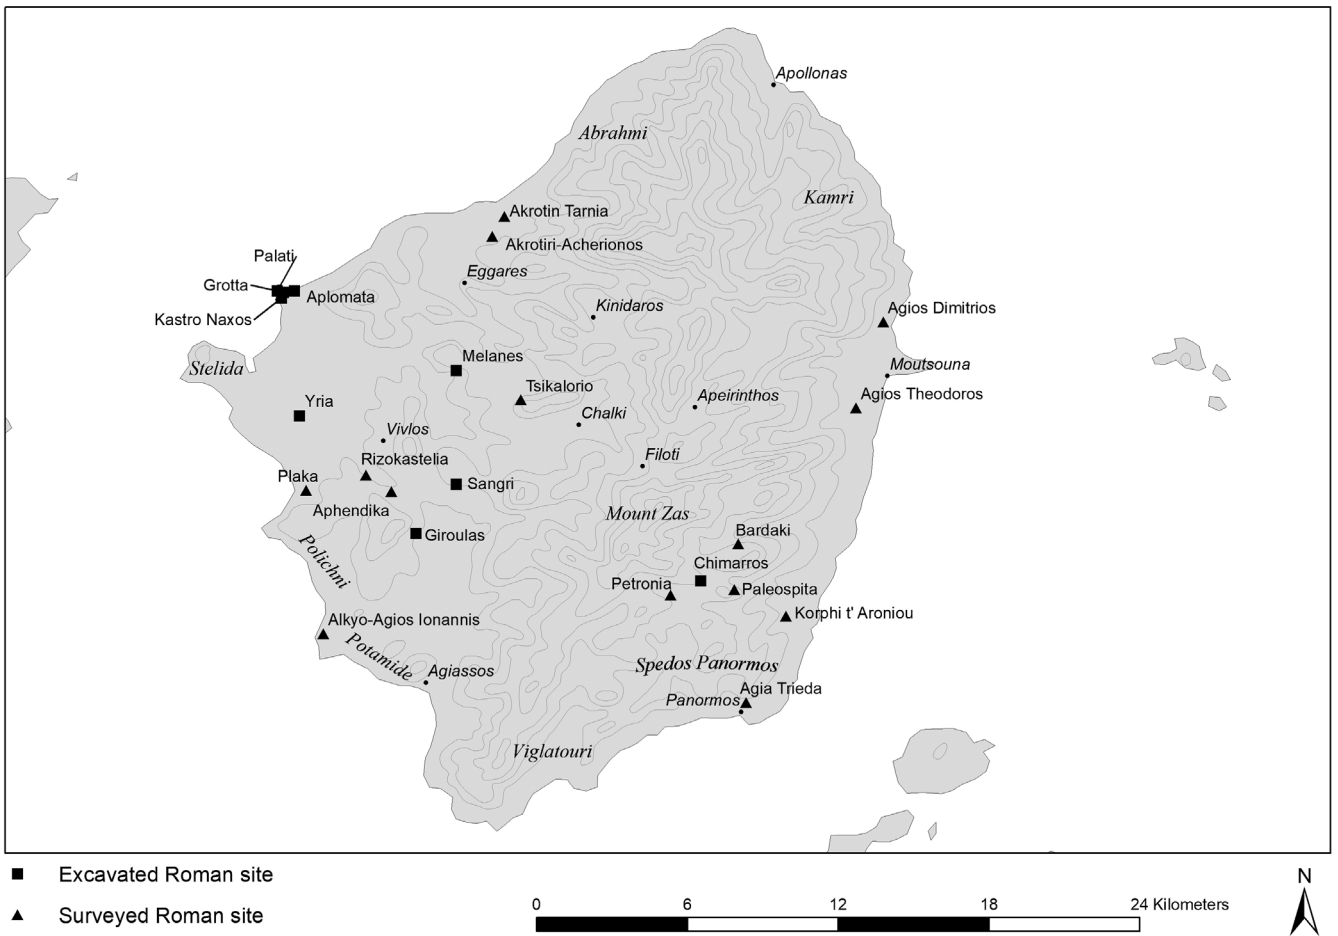 Apollonas
Abrahmi
Kamri
Akrotin Tarnia
Akrotiri-Acherionos
Palati
Eggares
Grotta
Aplomata
Kinidaros
Agios Dimitrios
Kastro Naxos
Melanes
Moutsouna
Stelida
Tsikalorio
Apeirinthos
Agios Theodoros
Yria
Chalki
Vivlos
Filoti
Rizokastelia
Plaka
Sangri
Aphendika
Mount Zas
Bardaki
Giroulas
Polichni
Chimarros
Petronia
Paleospita
Korphi t' Aroniou
Alkyo-Agios Ionannis
Potamide
Spedos Panormos
Agiassos
Agia Trieda
Panormos
Viglatouri
Excavated Roman site
Surveyed Roman site
0 6 12 18 24 Kilometers
N